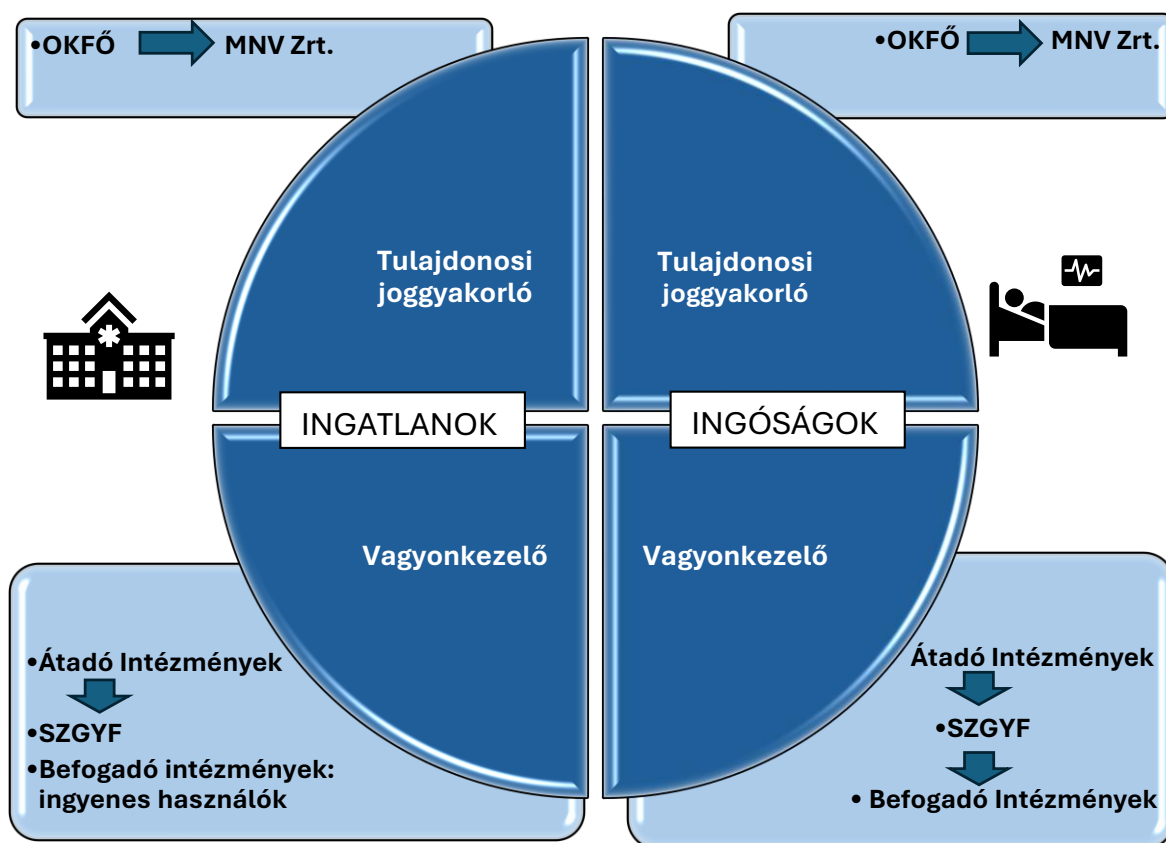 •OKFŐ MNV Zrt.
•OKFŐ MNV Zrt.
Tulajdonosi
joggyakorló
Tulajdonosi
joggyakorló
INGATLANOK
INGÓSÁGOK
Vagyonkezelő
Vagyonkezelő
•Átadó Intézmények
•SZGYF
•Befogadó intézmények:
ingyenes használók
Átadó Intézmények
•SZGYF
• Befogadó Intézmények